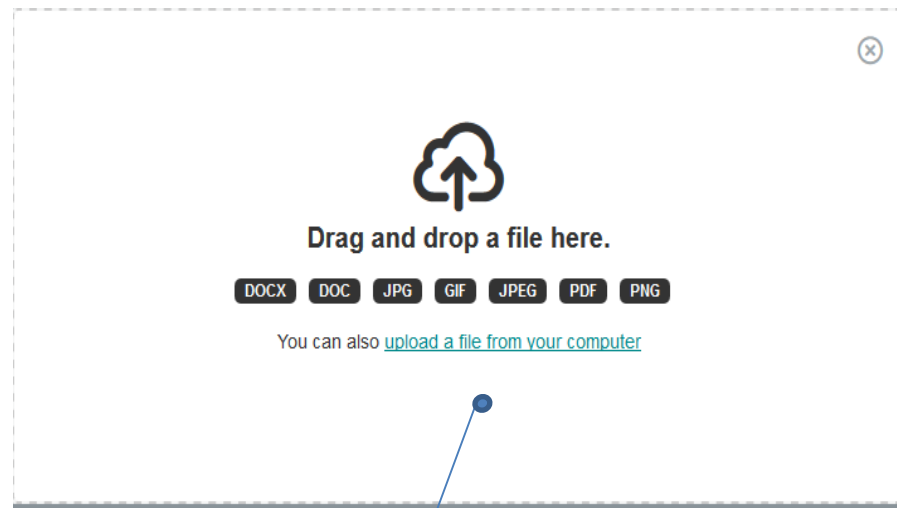 Drag and drop a file here.
DOCX DOC JPG GIF JPEG PDF PNG
You can also upload a file from your computer